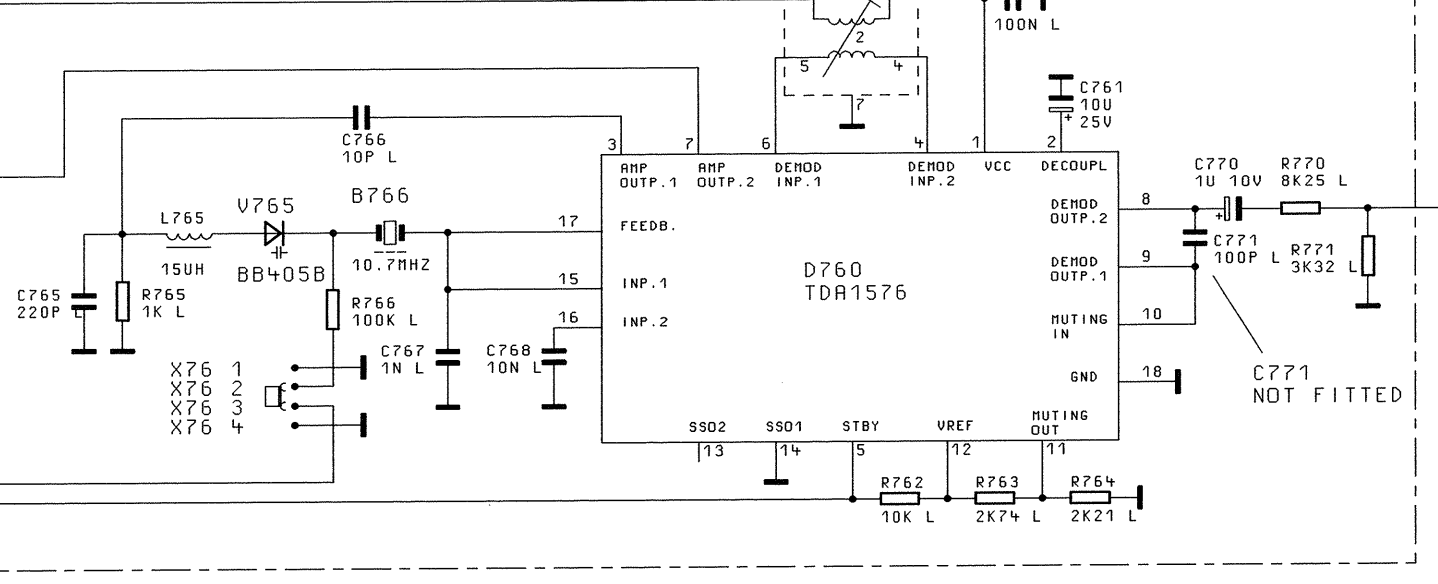 100N L
2
5
4
7
C761
10U
25V
+
C766
10P L
3
7
6
4
1
2
AMP
OUTP.1
AMP
OUTP.2
DEMOD
INP.1
DEMOD
INP.2
VCC
DECOUPL
C770
1U 10V
+
R770
8K25 L
V765
B766
L765
15UH
BB405B
10.7MHZ
17
FEEDB.
DEMOD
OUTP.2
8
C771
100P L
R771
3K32 L
C765
220P L
R765
1K L
R766
100K L
15
INP.1
D760
TDA1576
DEMOD
OUTP.1
9
16
INP.2
MUTING
IN
10
C767
1N L
C768
10N L
X76 1
X76 2
X76 3
X76 4
GND
18
C771
NOT FITTED
SSO2
SSO1
STBY
VREF
MUTING
OUT
13
14
5
12
11
R762
10K L
R763
2K74 L
R764
2K21 L